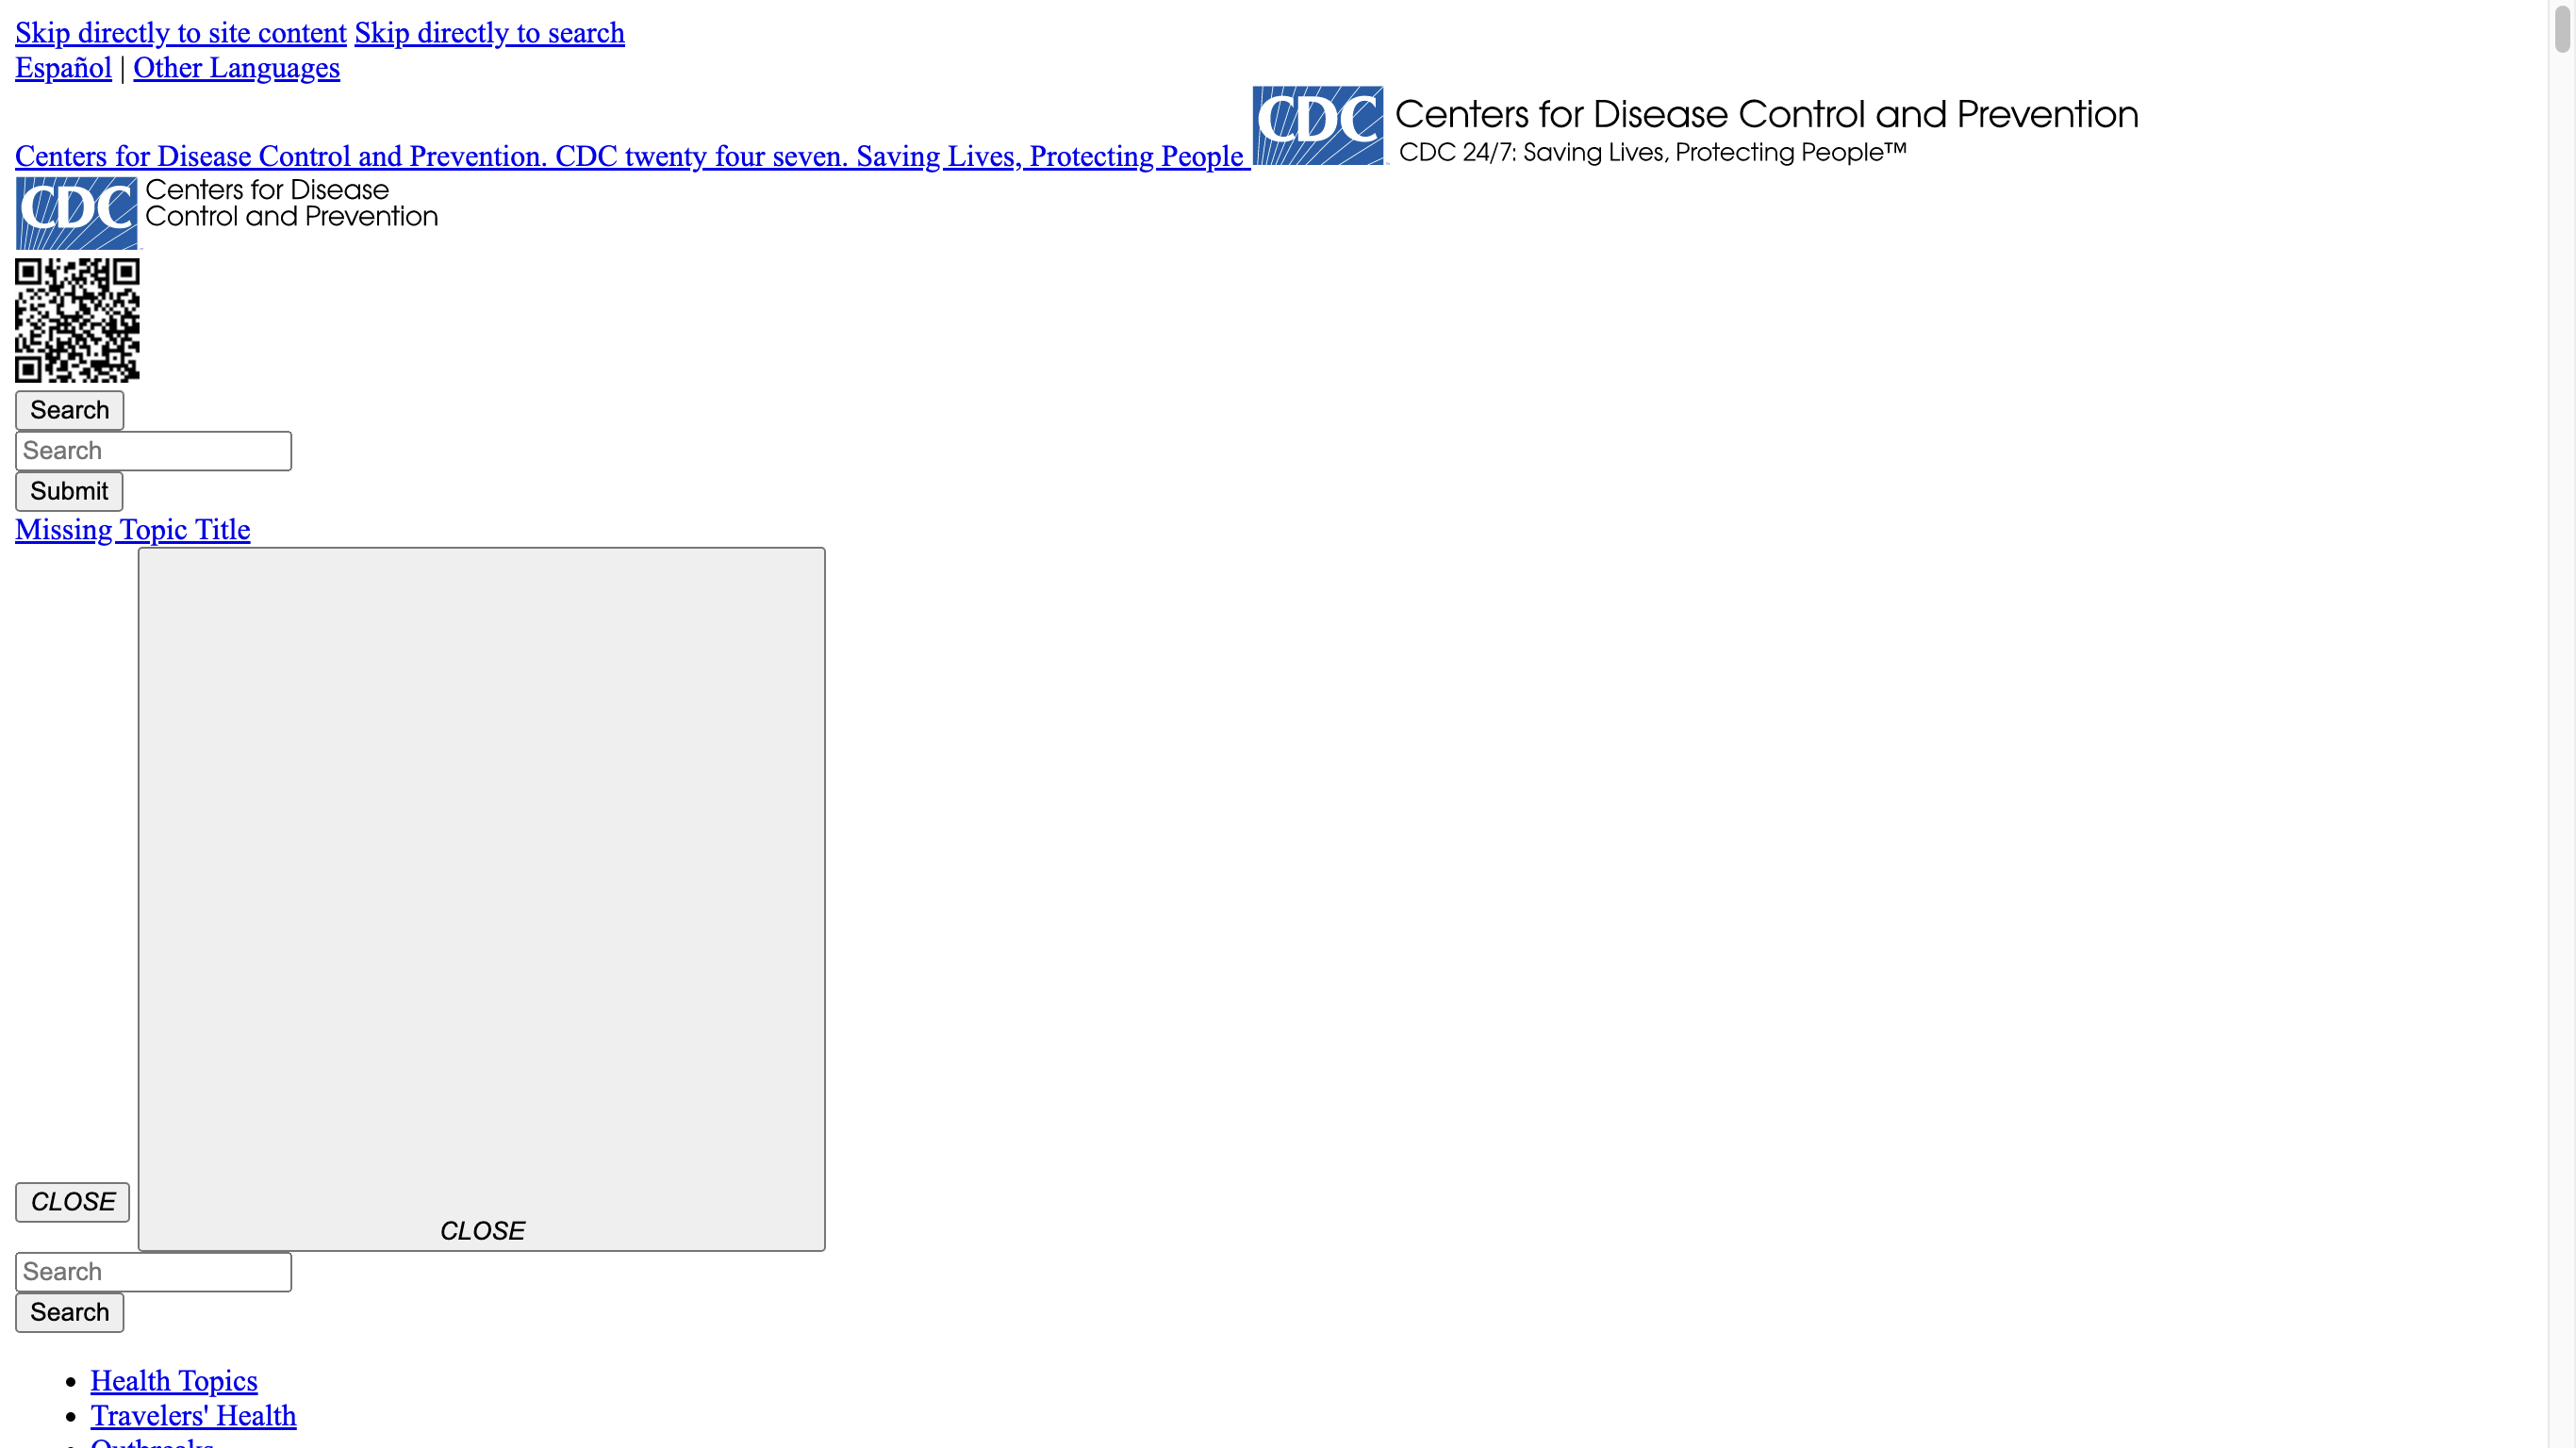 Skip directly to site content Skip directly to search
Español | Other Languages
Centers for Disease Control and Prevention. CDC twenty four seven. Saving Lives, Protecting People
CDC Centers for Disease Control and Prevention
CDC 24/7: Saving Lives, Protecting People™
CDC Centers for Disease
Control and Prevention
Search
Search
Submit
Missing Topic Title
CLOSE
CLOSE
Search
Search
Health Topics
Travelers' Health
Outbreaks